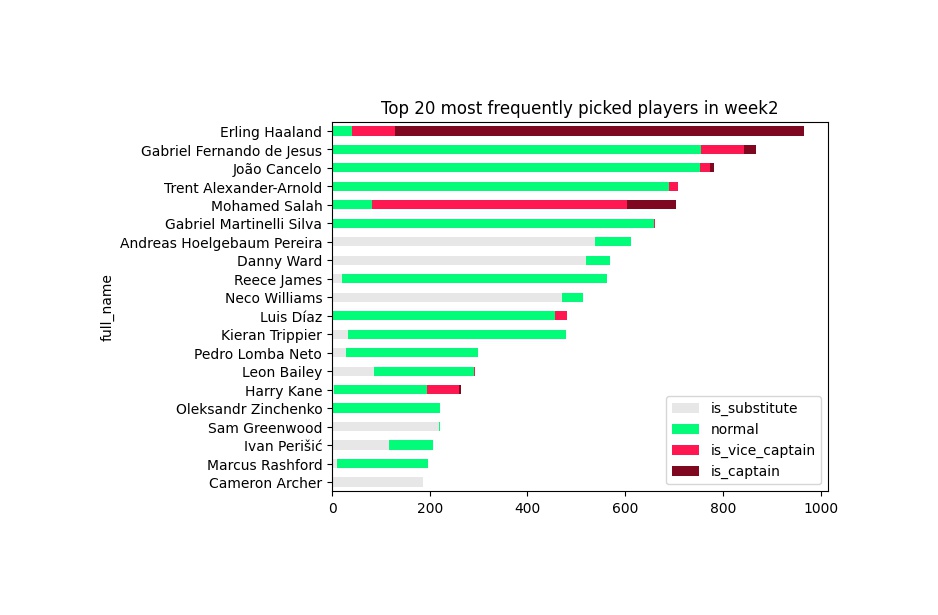 Top 20 most frequently picked players in week2
full_name
Erling Haaland
Gabriel Fernando de Jesus
João Cancelo
Trent Alexander-Arnold
Mohamed Salah
Gabriel Martinelli Silva
Andreas Hoelgebaum Pereira
Danny Ward
Reece James
Neco Williams
Luis Díaz
Kieran Trippier
Pedro Lomba Neto
Leon Bailey
Harry Kane
Oleksandr Zinchenko
Sam Greenwood
Ivan Perišić
Marcus Rashford
Cameron Archer
is_substitute
normal
is_vice_captain
is_captain
0 200 400 600 800 1000